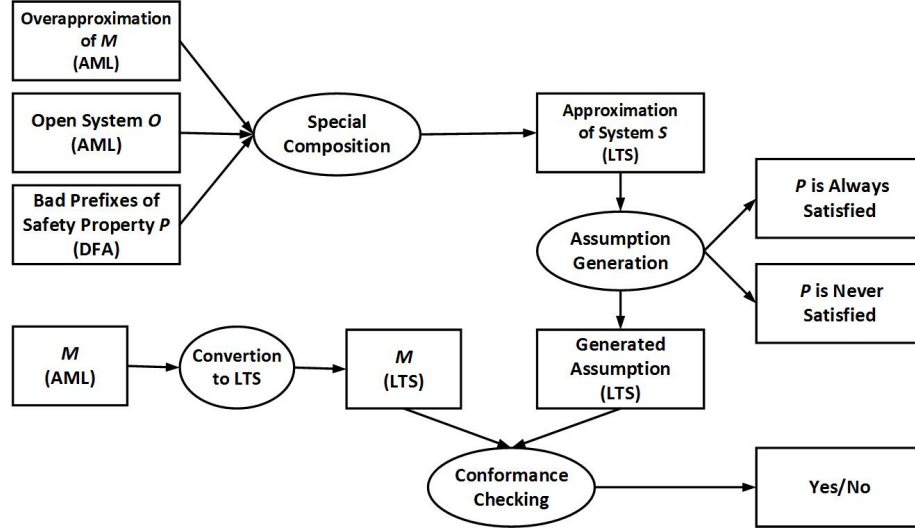 Overapproximation
of M
(AML)
Open System O
(AML)
Bad Prefixes of
Safety Property P
(DFA)
Special
Composition
Approximation
of System S
(LTS)
Assumption
Generation
P is Always
Satisfied
P is Never
Satisfied
M
(AML)
Convertion
to LTS
M
(LTS)
Generated
Assumption
(LTS)
Conformance
Checking
Yes/No